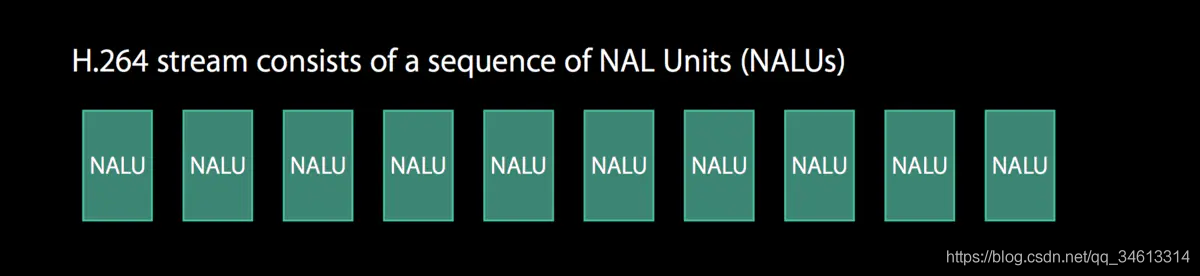 H.264 stream consists of a sequence of NAL Units (NALUs)
NALU NALU NALU NALU NALU NALU NALU NALU NALU NALU
https://blog.csdn.net/qq_34613314